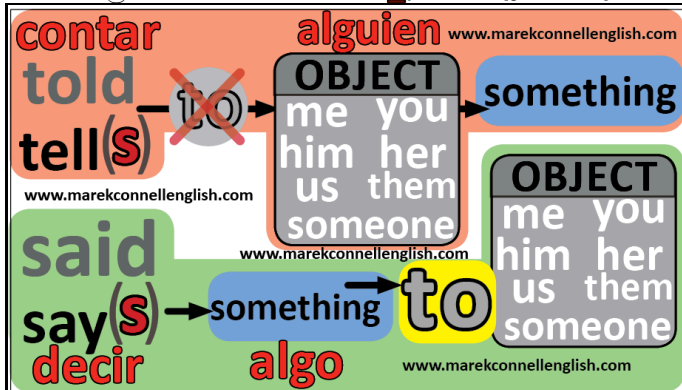 contar
told
tell(s)
to
alguien
www.marekconnellenglish.com
OBJECT
me you
him her
us them
someone
something
www.marekconnellenglish.com
www.marekconnellenglish.com
said
say(s)
decir
something
algo
to
OBJECT
me you
him her
us them
someone
www.marekconnellenglish.com